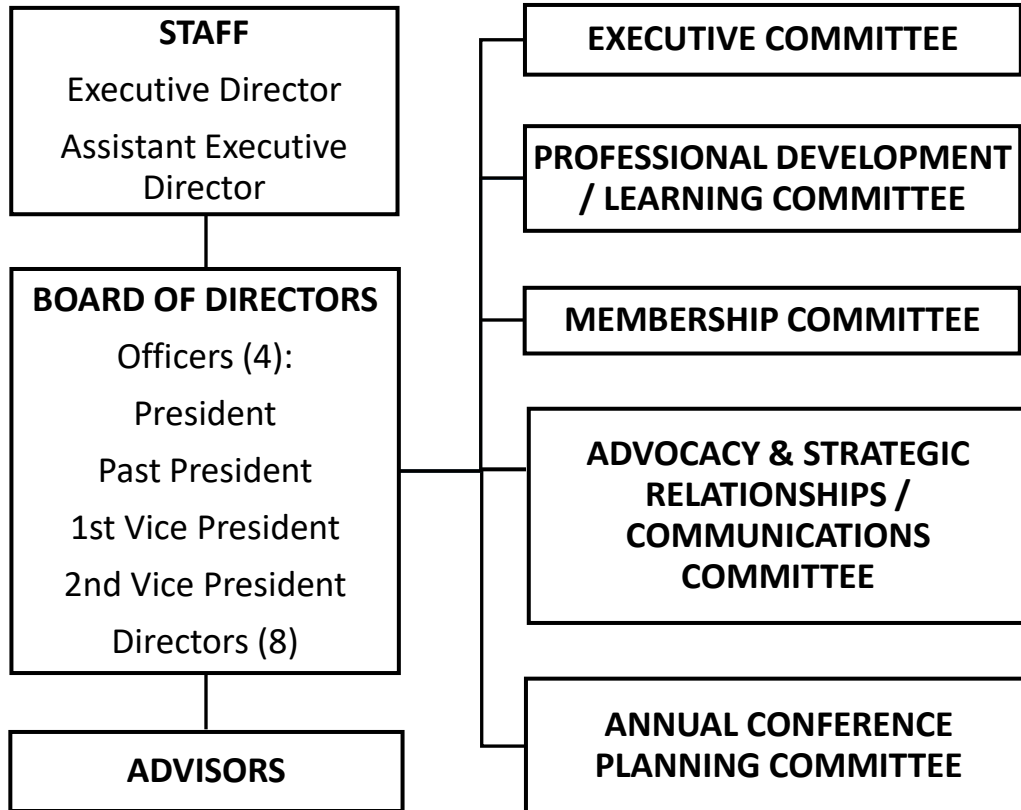 STAFF
Executive Director
Assistant Executive
Director
BOARD OF DIRECTORS
Officers (4):
President
Past President
1st Vice President
2nd Vice President
Directors (8)
ADVISORS
EXECUTIVE COMMITTEE
PROFESSIONAL DEVELOPMENT
/ LEARNING COMMITTEE
MEMBERSHIP COMMITTEE
ADVOCACY & STRATEGIC
RELATIONSHIPS /
COMMUNICATIONS
COMMITTEE
ANNUAL CONFERENCE
PLANNING COMMITTEE